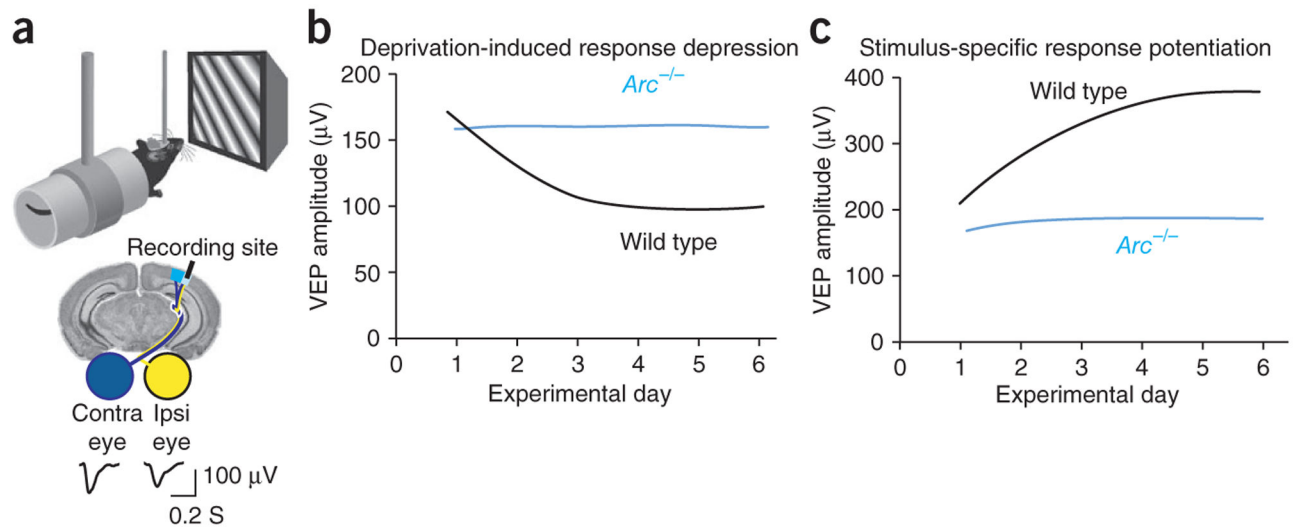 a
Recording site
Contra
eye
Ipsi
eye
100 µV
0.2 S
b
Deprivation-induced response depression
Arc–/–
Wild type
VEP amplitude (µV)
200
150
100
50
0
0 1 2 3 4 5 6
Experimental day
c
Stimulus-specific response potentiation
Wild type
Arc–/–
VEP amplitude (µV)
400
300
200
100
0
0 1 2 3 4 5 6
Experimental day